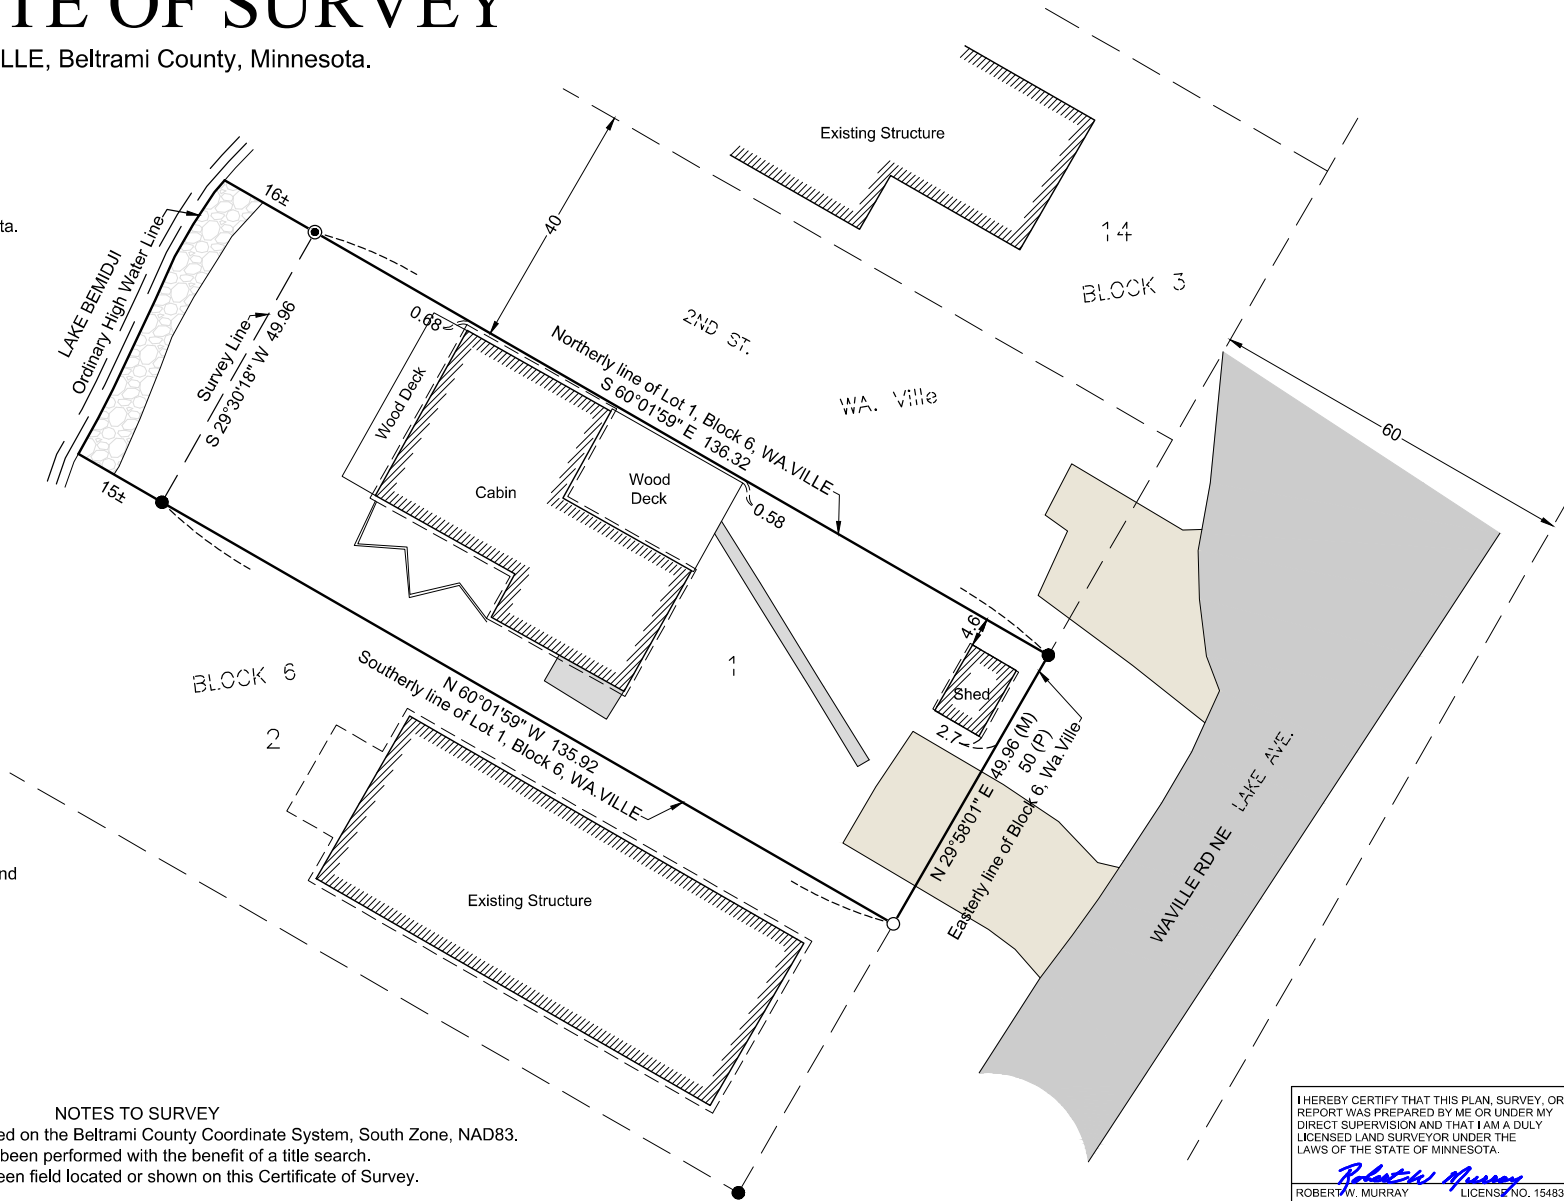 TE OF SURVEY
LLE, Beltrami County, Minnesota.
ta.
Existing Structure
14
BLOCK 3
16±
40
LAKE BEMIDJI
Ordinary High Water Line
Survey Line
S 29°30'18" W 49.96
0.68
2ND ST.
WA. Ville
Northerly line of Lot 1, Block 6, WA.VILLE
S 60°01'59" E 136.32
60
Wood Deck
Cabin
Wood
Deck
0.58
15±
4.6
Shed
2.7
1
BLOCK 6
2
N 60°01'59" W 135.92
Southerly line of Lot 1, Block 6, WA.VILLE
N 29°58'01" E 49.96 (M)
50 (P)
Easterly line of Block 6, Wa.Ville
WAVILLE RD NE LAKE AVE.
nd
Existing Structure
NOTES TO SURVEY
ed on the Beltrami County Coordinate System, South Zone, NAD83.
been performed with the benefit of a title search.
een field located or shown on this Certificate of Survey.
I HEREBY CERTIFY THAT THIS PLAN, SURVEY, OR
REPORT WAS PREPARED BY ME OR UNDER MY
DIRECT SUPERVISION AND THAT I AM A DULY
LICENSED LAND SURVEYOR UNDER THE
LAWS OF THE STATE OF MINNESOTA.
Robert W Murray
ROBERT W. MURRAY LICENSE NO. 15483